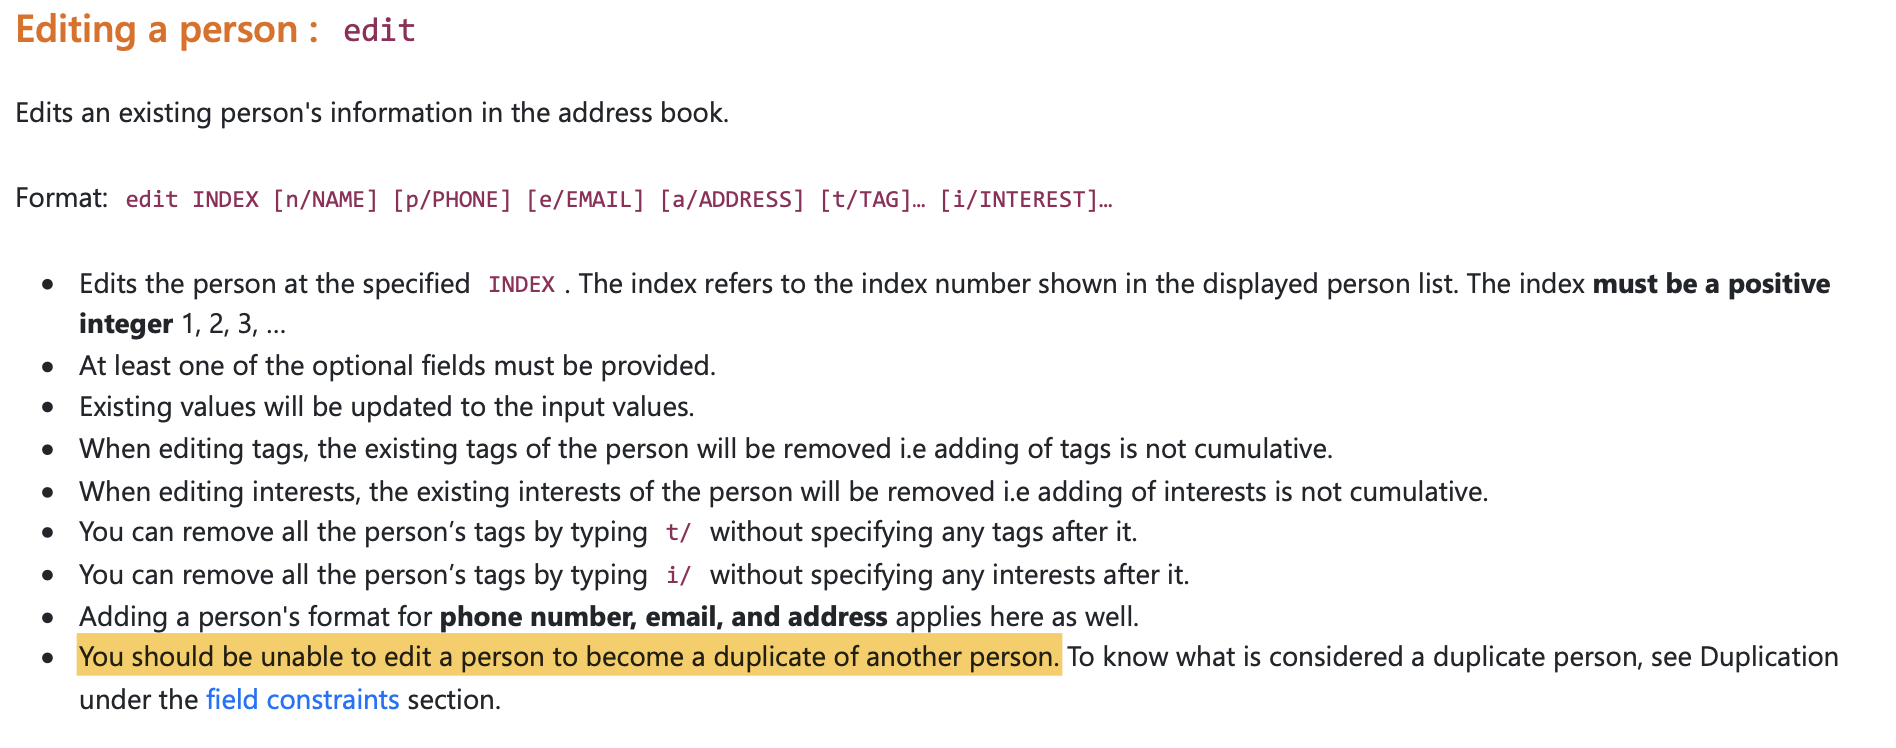 Editing a person : edit
Edits an existing person's information in the address book.
Format: edit INDEX [n/NAME] [p/PHONE] [e/EMAIL] [a/ADDRESS] [t/TAG]… [i/INTEREST]…
• Edits the person at the specified INDEX . The index refers to the index number shown in the displayed person list. The index must be a positive
integer 1, 2, 3, …
• At least one of the optional fields must be provided.
• Existing values will be updated to the input values.
• When editing tags, the existing tags of the person will be removed i.e adding of tags is not cumulative.
• When editing interests, the existing interests of the person will be removed i.e adding of interests is not cumulative.
• You can remove all the person’s tags by typing t/ without specifying any tags after it.
• You can remove all the person’s tags by typing i/ without specifying any interests after it.
• Adding a person's format for phone number, email, and address applies here as well.
• You should be unable to edit a person to become a duplicate of another person. To know what is considered a duplicate person, see Duplication
under the field constraints section.